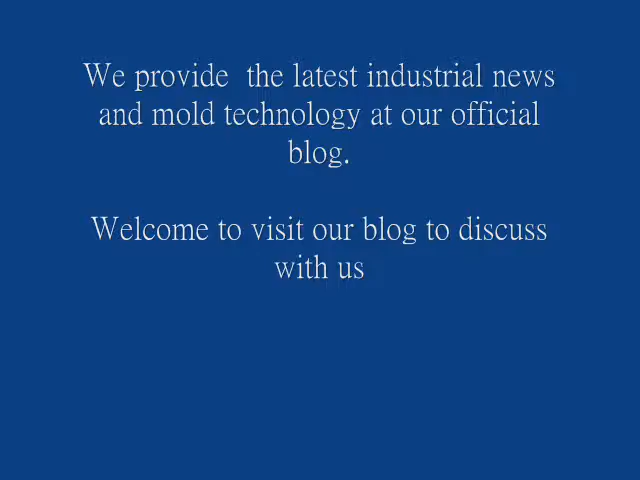 We provide  the latest industrial news
and mold technology at our official
blog.
Welcome to visit our blog to discuss
with us